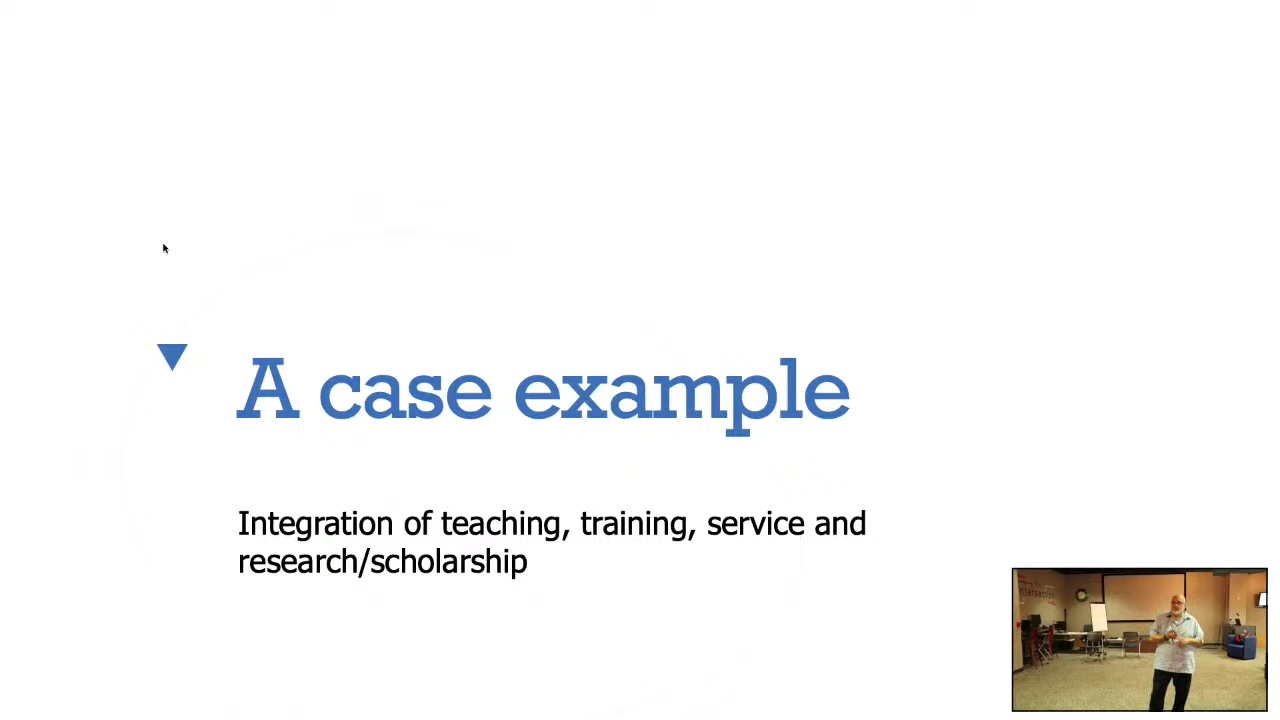 A case example
Integration of teaching, training, service and
research/scholarship